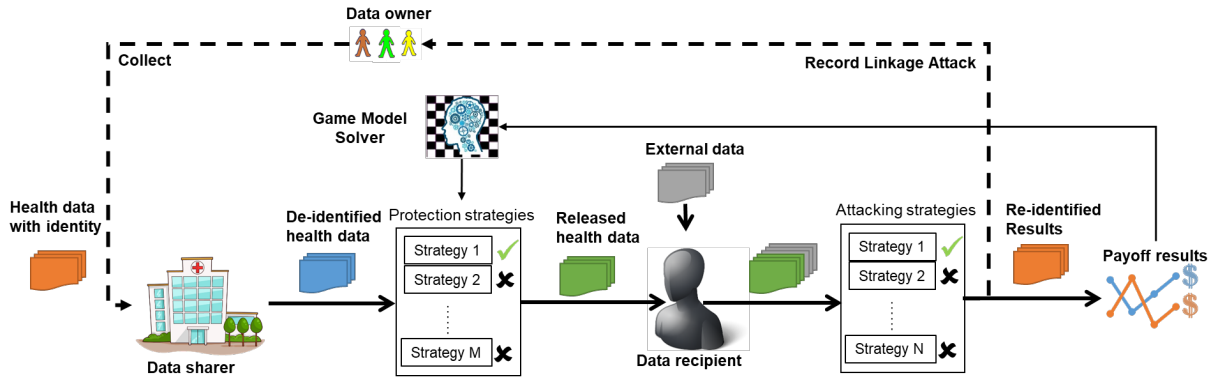 Data owner
Collect
Record Linkage Attack
Game Model
Solver
External data
Health data
with identity
De-identified
health data
Protection strategies
Strategy 1
Strategy 2
Strategy M
Released
health data
Attacking strategies
Strategy 1
Strategy 2
Strategy N
Re-identified
Results
Payoff results
$
$
Data sharer
Data recipient